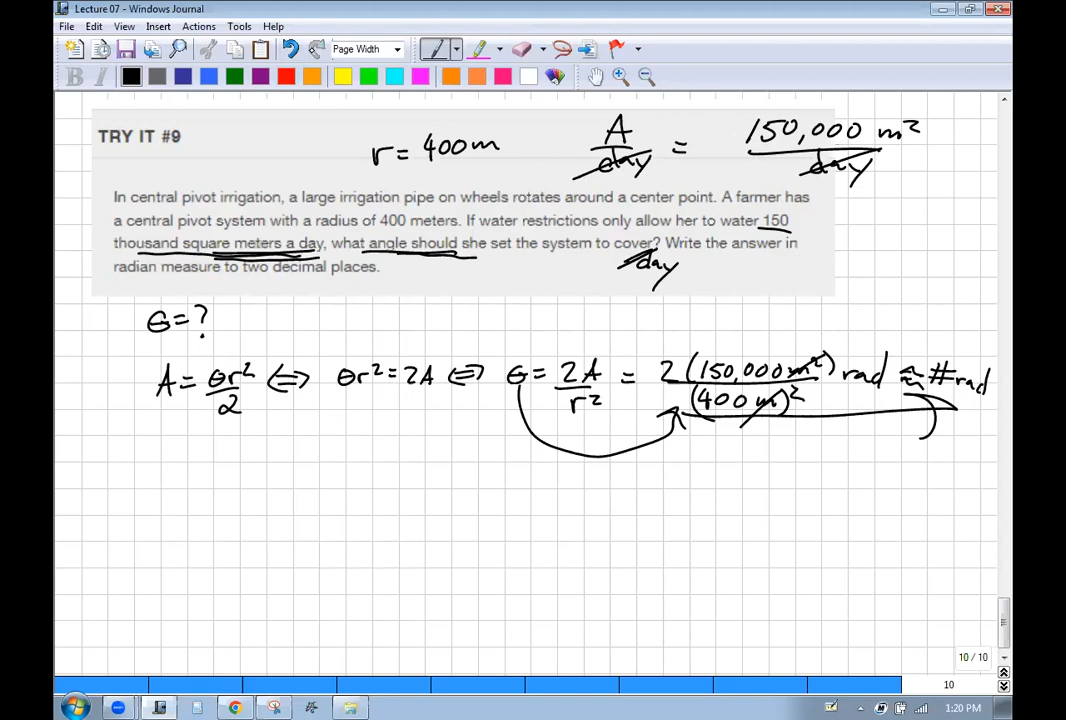 Lecture 07 - Windows Journal
File Edit View Insert Actions Tools Help
Page Width
TRY IT #9
r = 400m
A/day = 150,000 m²/day
In central pivot irrigation, a large irrigation pipe on wheels rotates around a center point. A farmer has
a central pivot system with a radius of 400 meters. If water restrictions only allow her to water 150
thousand square meters a day, what angle should she set the system to cover? Write the answer in
radian measure to two decimal places.
day
θ = ?
A = θr²/2 ⇔ θr² = 2A ⇔ θ = 2A/r² = 2(150,000 m²)/(400 m)² rad ≈ # rad
10 / 10
10
1:20 PM